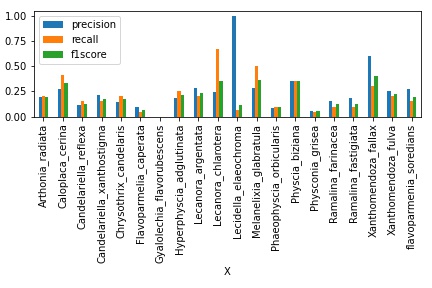 1.00
0.75
0.50
0.25
0.00
precision
recall
f1score
Arthonia_radiata
Caloplaca_cerina
Candelariella_reflexa
Candelariella_xanthostigma
Chrysothrix_candelaris
Flavoparmelia_caperata
Gyalolechia_flavorubescens
Hyperphyscia_adglutinata
Lecanora_argentata
Lecanora_chlarotera
Lecidella_elaeochroma
Melanelixia_glabratula
Phaeophyscia_orbicularis
Physcia_biziana
Physconia_grisea
Ramalina_farinacea
Ramalina_fastigiata
Xanthomendoza_fallax
Xanthomendoza_fulva
flavoparmenia_soredians
X